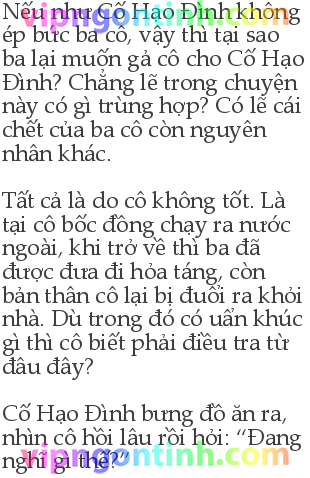 Nếu như Cố Hạo Đình không
ép bức ba cô, vậy thì tại sao
ba lại muốn gả cô cho Cố Hạo
Đình? Chẳng lẽ trong chuyện
này có gì trùng hợp? Có lẽ cái
chết của ba cô còn nguyên
nhân khác.
Tất cả là do cô không tốt. Là
tại cô bốc đồng chạy ra nước
ngoài, khi trở về thì ba đã
được đưa đi hỏa táng, còn
bản thân cô lại bị đuổi ra khỏi
nhà. Dù trong đó có uẩn khúc
gì thì cô biết phải điều tra từ
đâu đây?
Cố Hạo Đình bưng đồ ăn ra,
nhìn cô hồi lâu rồi hỏi: “Đang
nghĩ gì thế?”
vipngontinh.com
vipngontinh.com